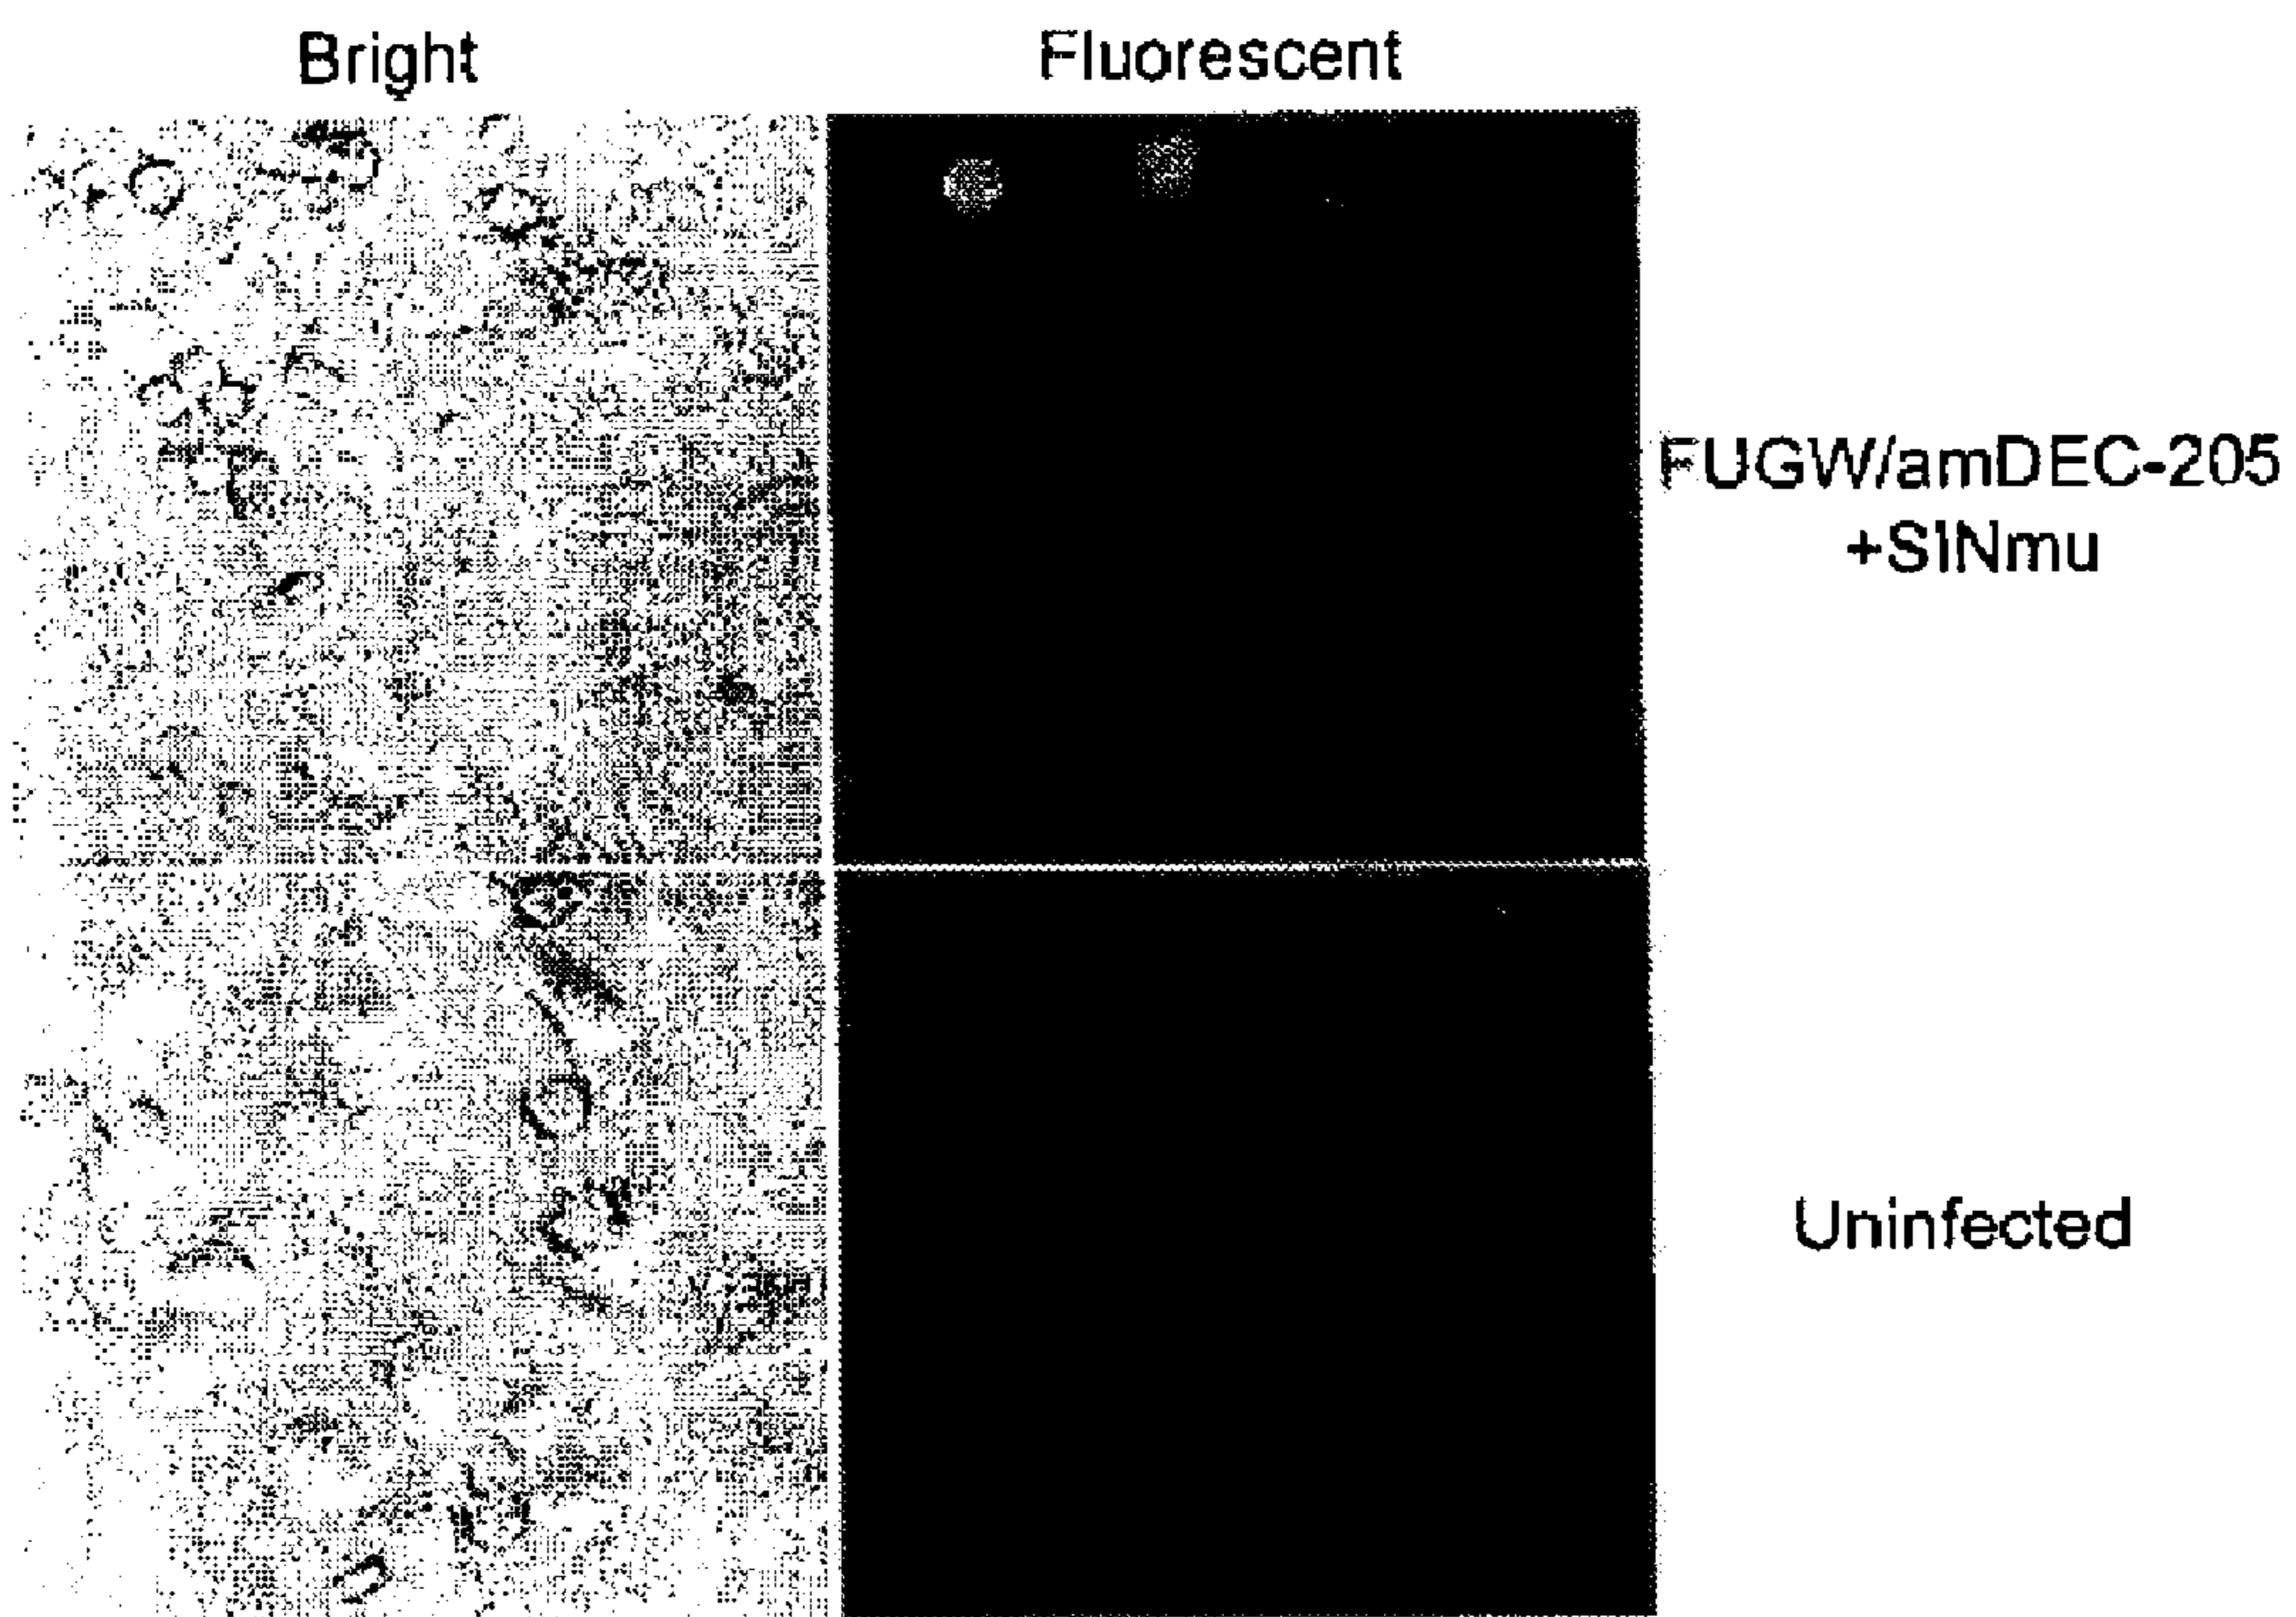 Bright
Fluorescent
FUGW/amDEC-205
+SINmu
Uninfected